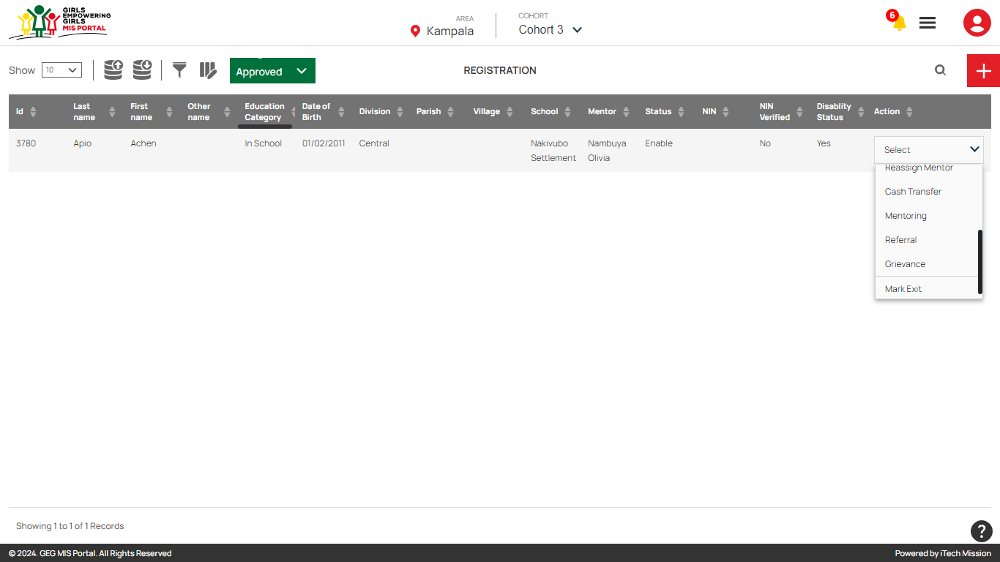 GIRLS
EMPOWERING
GIRLS
MIS PORTAL
AREA
Kampala
COHORT
Cohort 3
6
Show
10
Approved
REGISTRATION
Id
Last name
First name
Other name
Education Category
Date of Birth
Division
Parish
Village
School
Mentor
Status
NIN
NIN Verified
Disablity Status
Action
3780
Apio
Achen
In School
01/02/2011
Central
Nakivubo Settlement
Nambuya Olivia
Enable
No
Yes
Select
Reassign Mentor
Cash Transfer
Mentoring
Referral
Grievance
Mark Exit
Showing 1 to 1 of 1 Records
?
© 2024. GEG MIS Portal. All Rights Reserved
Powered by iTech Mission